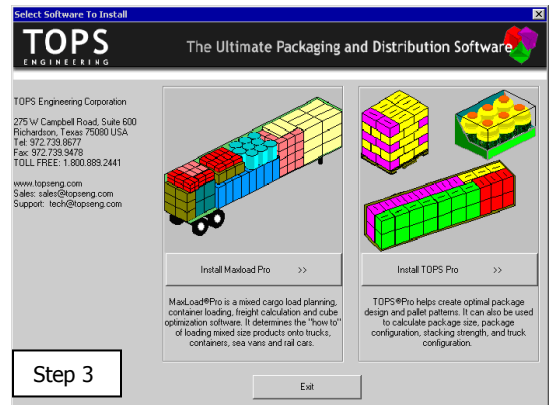 Select Software To Install
TOPS
ENGINEERING
The Ultimate Packaging and Distribution Software
TOPS Engineering Corporation
275 W Campbell Road, Suite 600
Richardson, Texas 75080 USA
Tel: 972.739.8677
Fax: 972.739.9478
TOLL FREE: 1.800.889.2441
www.topseng.com
Sales: sales@topseng.com
Support: tech@topseng.com
Install Maxload Pro >>
MaxLoad®Pro is a mixed cargo load planning,
container loading, freight calculation and cube
optimization software. It determines the "how to"
of loading mixed size products onto trucks,
containers, sea vans and rail cars.
Install TOPS Pro >>
TOPS®Pro helps create optimal package
design and pallet patterns. It can also be used
to calculate package size, package
configuration, stacking strength, and truck
configuration.
Step 3
Exit